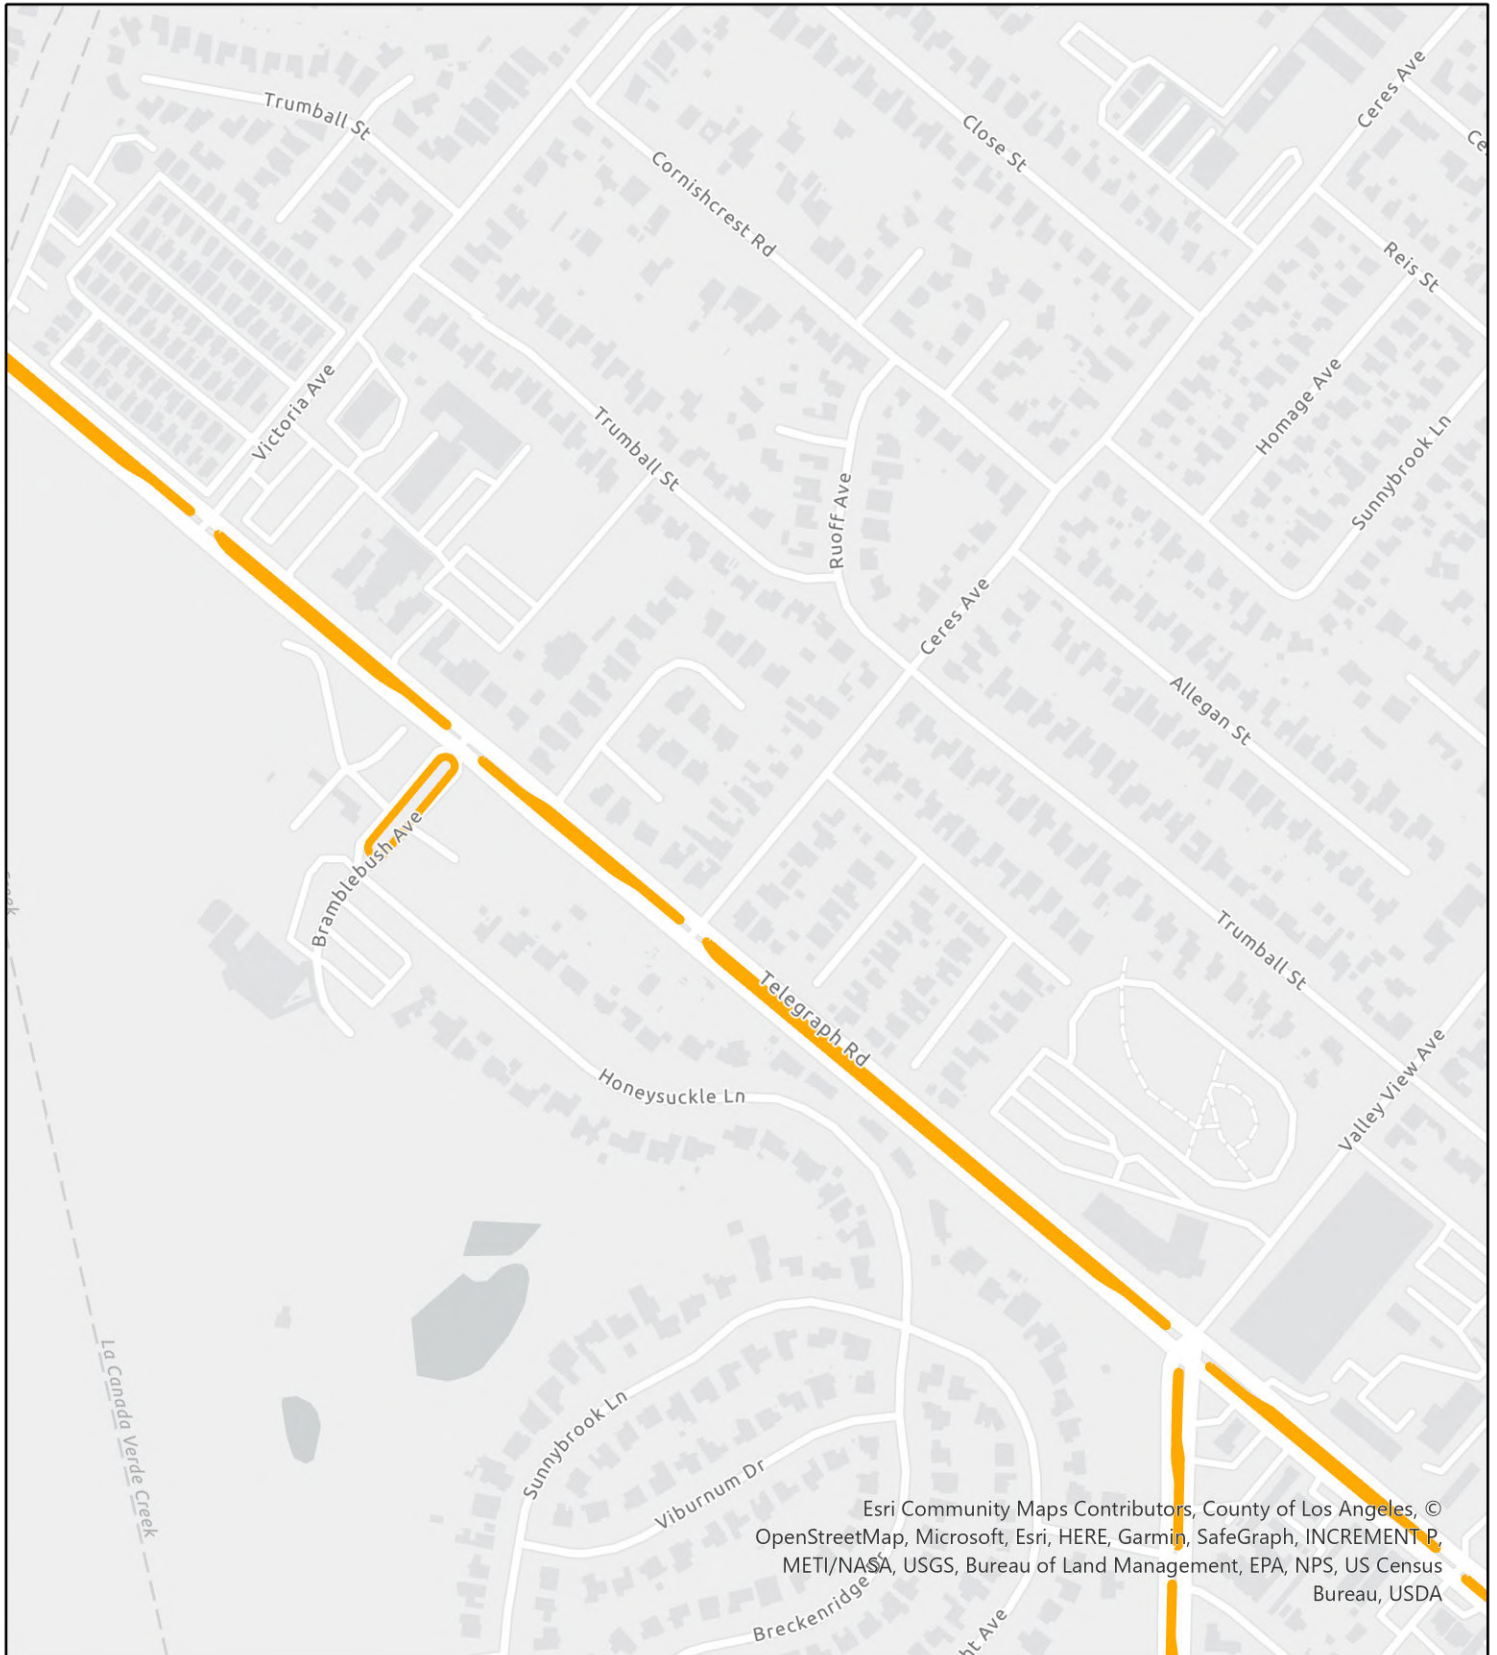 Ceres Ave
Trumball St
Close St
Cornishcrest Rd
Reis St
Victoria Ave
Homage Ave
Trumball St
Sunnybrook Ln
Ruoff Ave
Ceres Ave
Allegan St
Bramblebush Ave
Trumball St
Telegraph Rd
Valley View Ave
Honeysuckle Ln
La Canada Verde Creek
Sunnybrook Ln
Viburnum Dr
Esri Community Maps Contributors, County of Los Angeles, ©
OpenStreetMap, Microsoft, Esri, HERE, Garmin, SafeGraph, INCREMENT P,
METI/NASA, USGS, Bureau of Land Management, EPA, NPS, US Census
Bureau, USDA
Breckenridge Dr
Ave